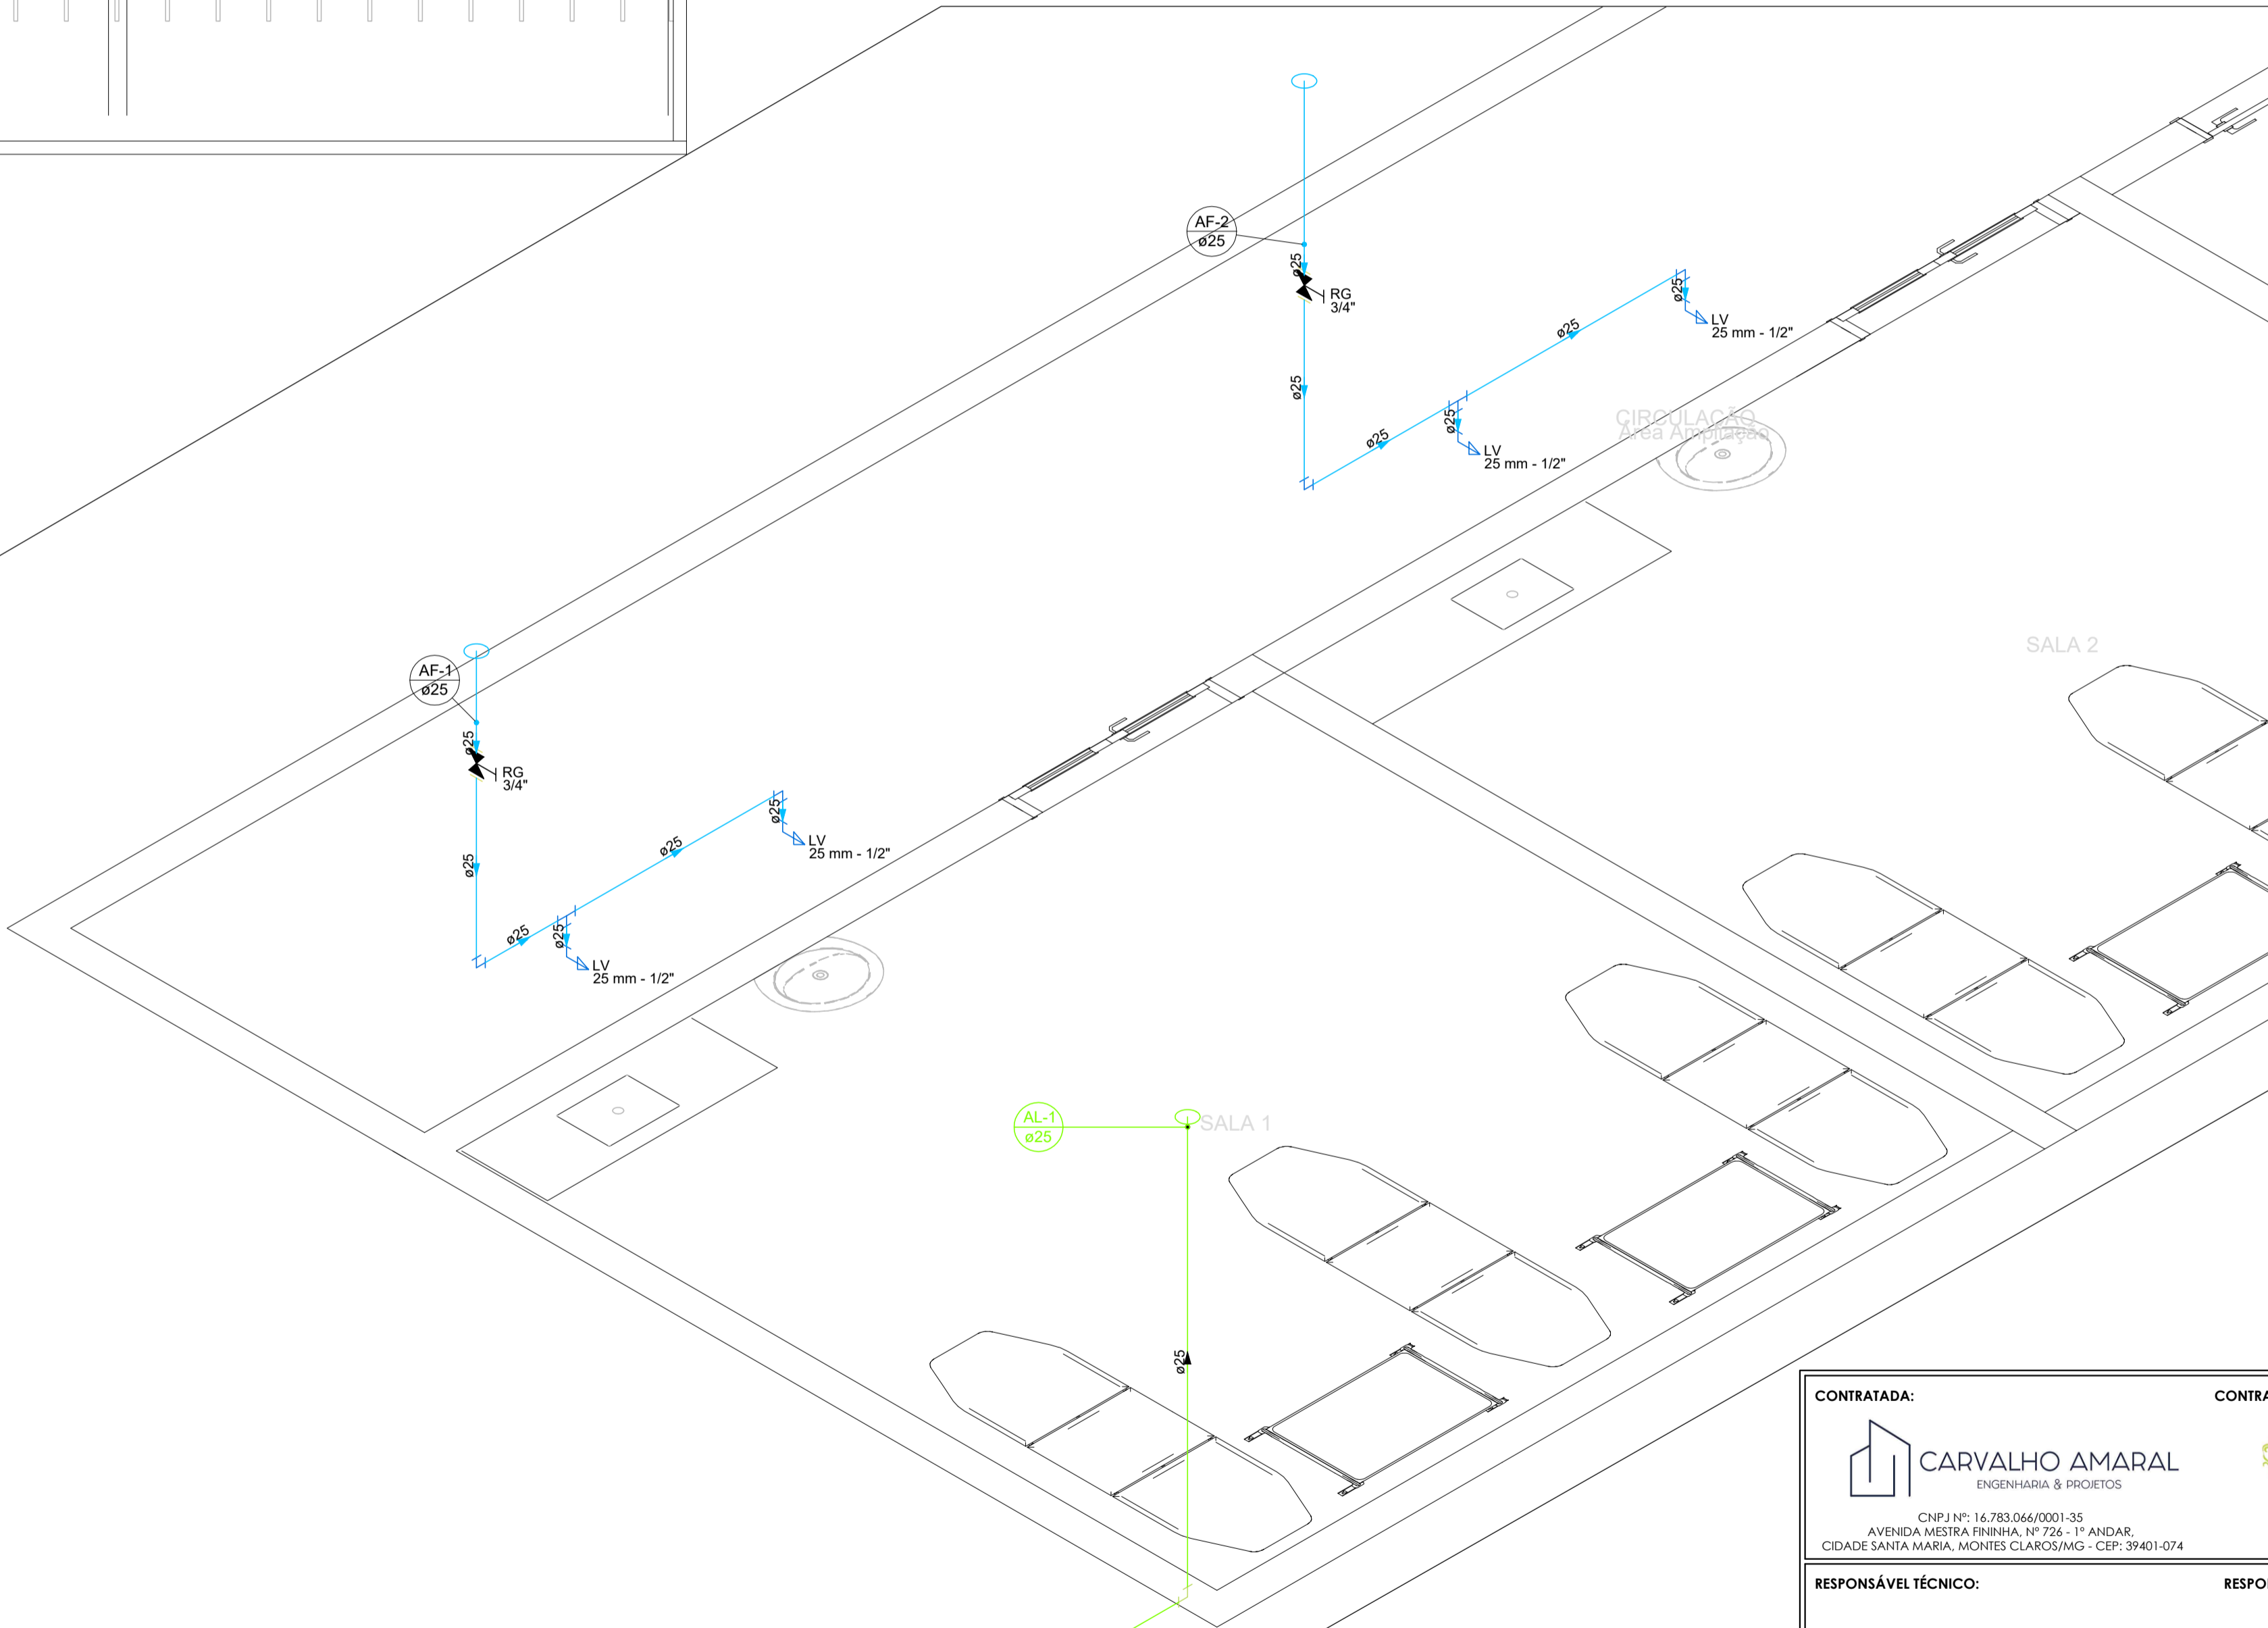 AF-2
ø25
ø25
RG
3/4"
ø25
ø25
ø25
LV
25 mm - 1/2"
ø25
ø25
LV
25 mm - 1/2"
CIRCULAÇÃO
Área Ampliação
SALA 2
AF-1
ø25
ø25
RG
3/4"
ø25
ø25
ø25
LV
25 mm - 1/2"
ø25
ø25
LV
25 mm - 1/2"
AL-1
ø25
SALA 1
ø25
CONTRATADA:
CARVALHO AMARAL
ENGENHARIA & PROJETOS
CNPJ Nº: 16.783.066/0001-35
AVENIDA MESTRA FININHA, Nº 726 - 1º ANDAR,
CIDADE SANTA MARIA, MONTES CLAROS/MG - CEP: 39401-074
RESPONSÁVEL TÉCNICO: